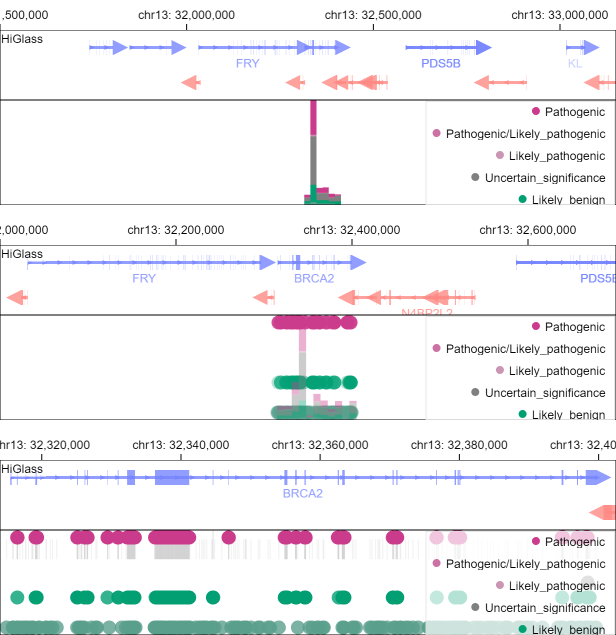 ,500,000 chr13: 32,000,000 chr13: 32,500,000 chr13: 33,000,000
HiGlass
FRY PDS5B KL
Pathogenic
Pathogenic/Likely_pathogenic
Likely_pathogenic
Uncertain_significance
Likely_benign
2,000,000 chr13: 32,200,000 chr13: 32,400,000 chr13: 32,600,000
HiGlass
FRY BRCA2 PDS5B
N4BP2L2
Pathogenic
Pathogenic/Likely_pathogenic
Likely_pathogenic
Uncertain_significance
Likely_benign
hr13: 32,320,000 chr13: 32,340,000 chr13: 32,360,000 chr13: 32,380,000 chr13: 32,40
HiGlass
BRCA2
Pathogenic
Pathogenic/Likely_pathogenic
Likely_pathogenic
Uncertain_significance
Likely_benign